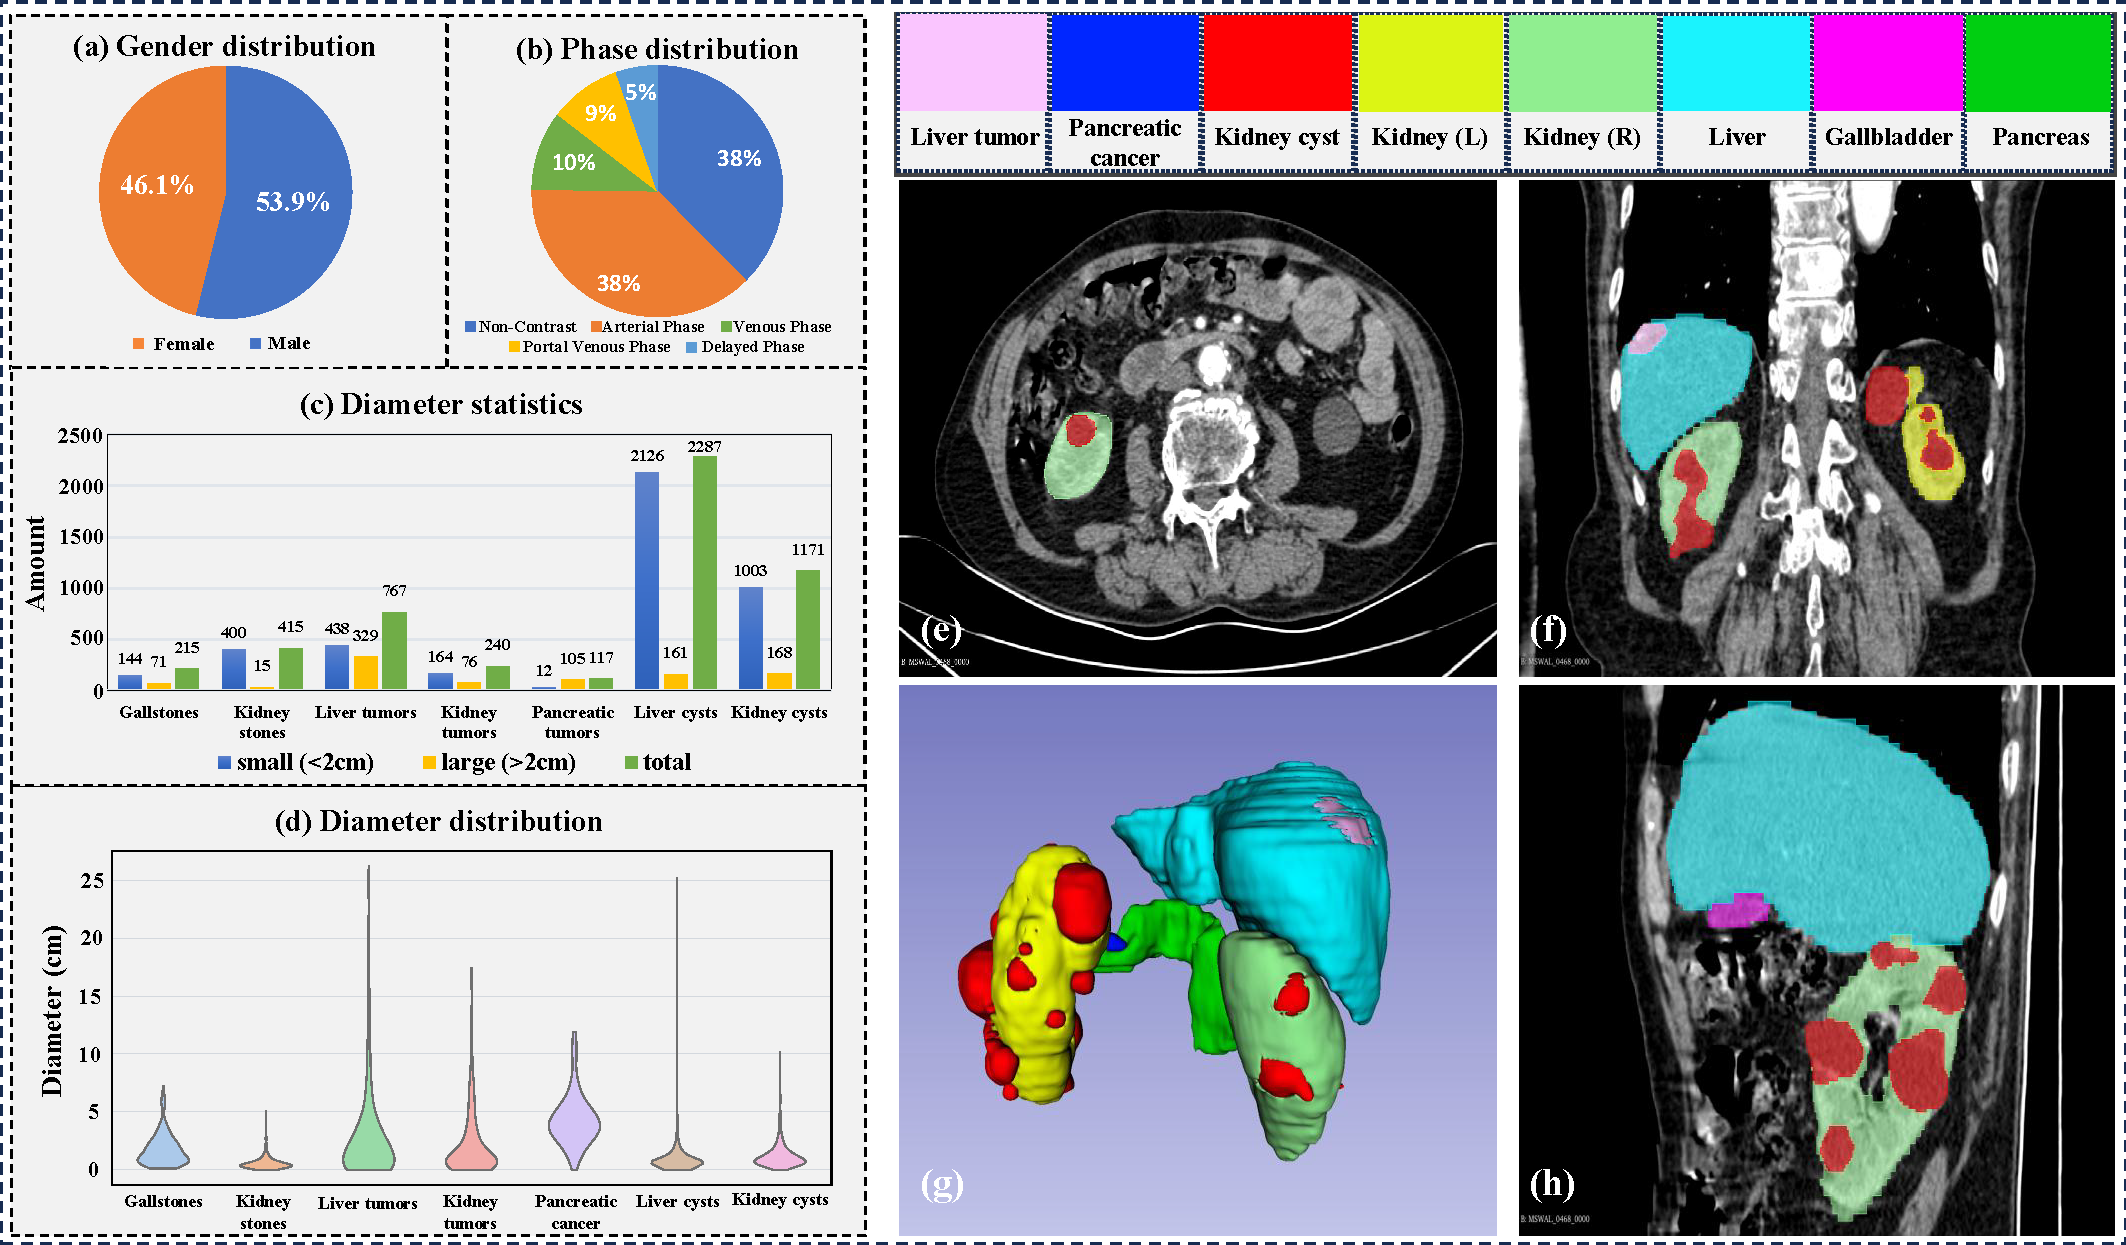 (a) Gender distribution
46.1%
53.9%
Female
Male
(b) Phase distribution
5%
9%
10%
38%
38%
Non-Contrast
Arterial Phase
Venous Phase
Portal Venous Phase
Delayed Phase
(c) Diameter statistics
Amount
2500
2000
1500
1000
500
0
144
71
215
400
15
415
438
329
767
164
76
240
12
105
117
2126
161
2287
1003
168
1171
Gallstones
Kidney
stones
Liver tumors
Kidney
tumors
Pancreatic
tumors
Liver cysts
Kidney cysts
small (<2cm)
large (>2cm)
total
(d) Diameter distribution
Diameter (cm)
25
20
15
10
5
0
Gallstones
Kidney
stones
Liver tumors
Kidney
tumors
Pancreatic
cancer
Liver cysts
Kidney cysts
Liver tumor
Pancreatic
cancer
Kidney cyst
Kidney (L)
Kidney (R)
Liver
Gallbladder
Pancreas
(e)
B: MSWAL_0468_0000
(f)
B: MSWAL_0468_0000
(g)
(h)
B: MSWAL_0468_0000